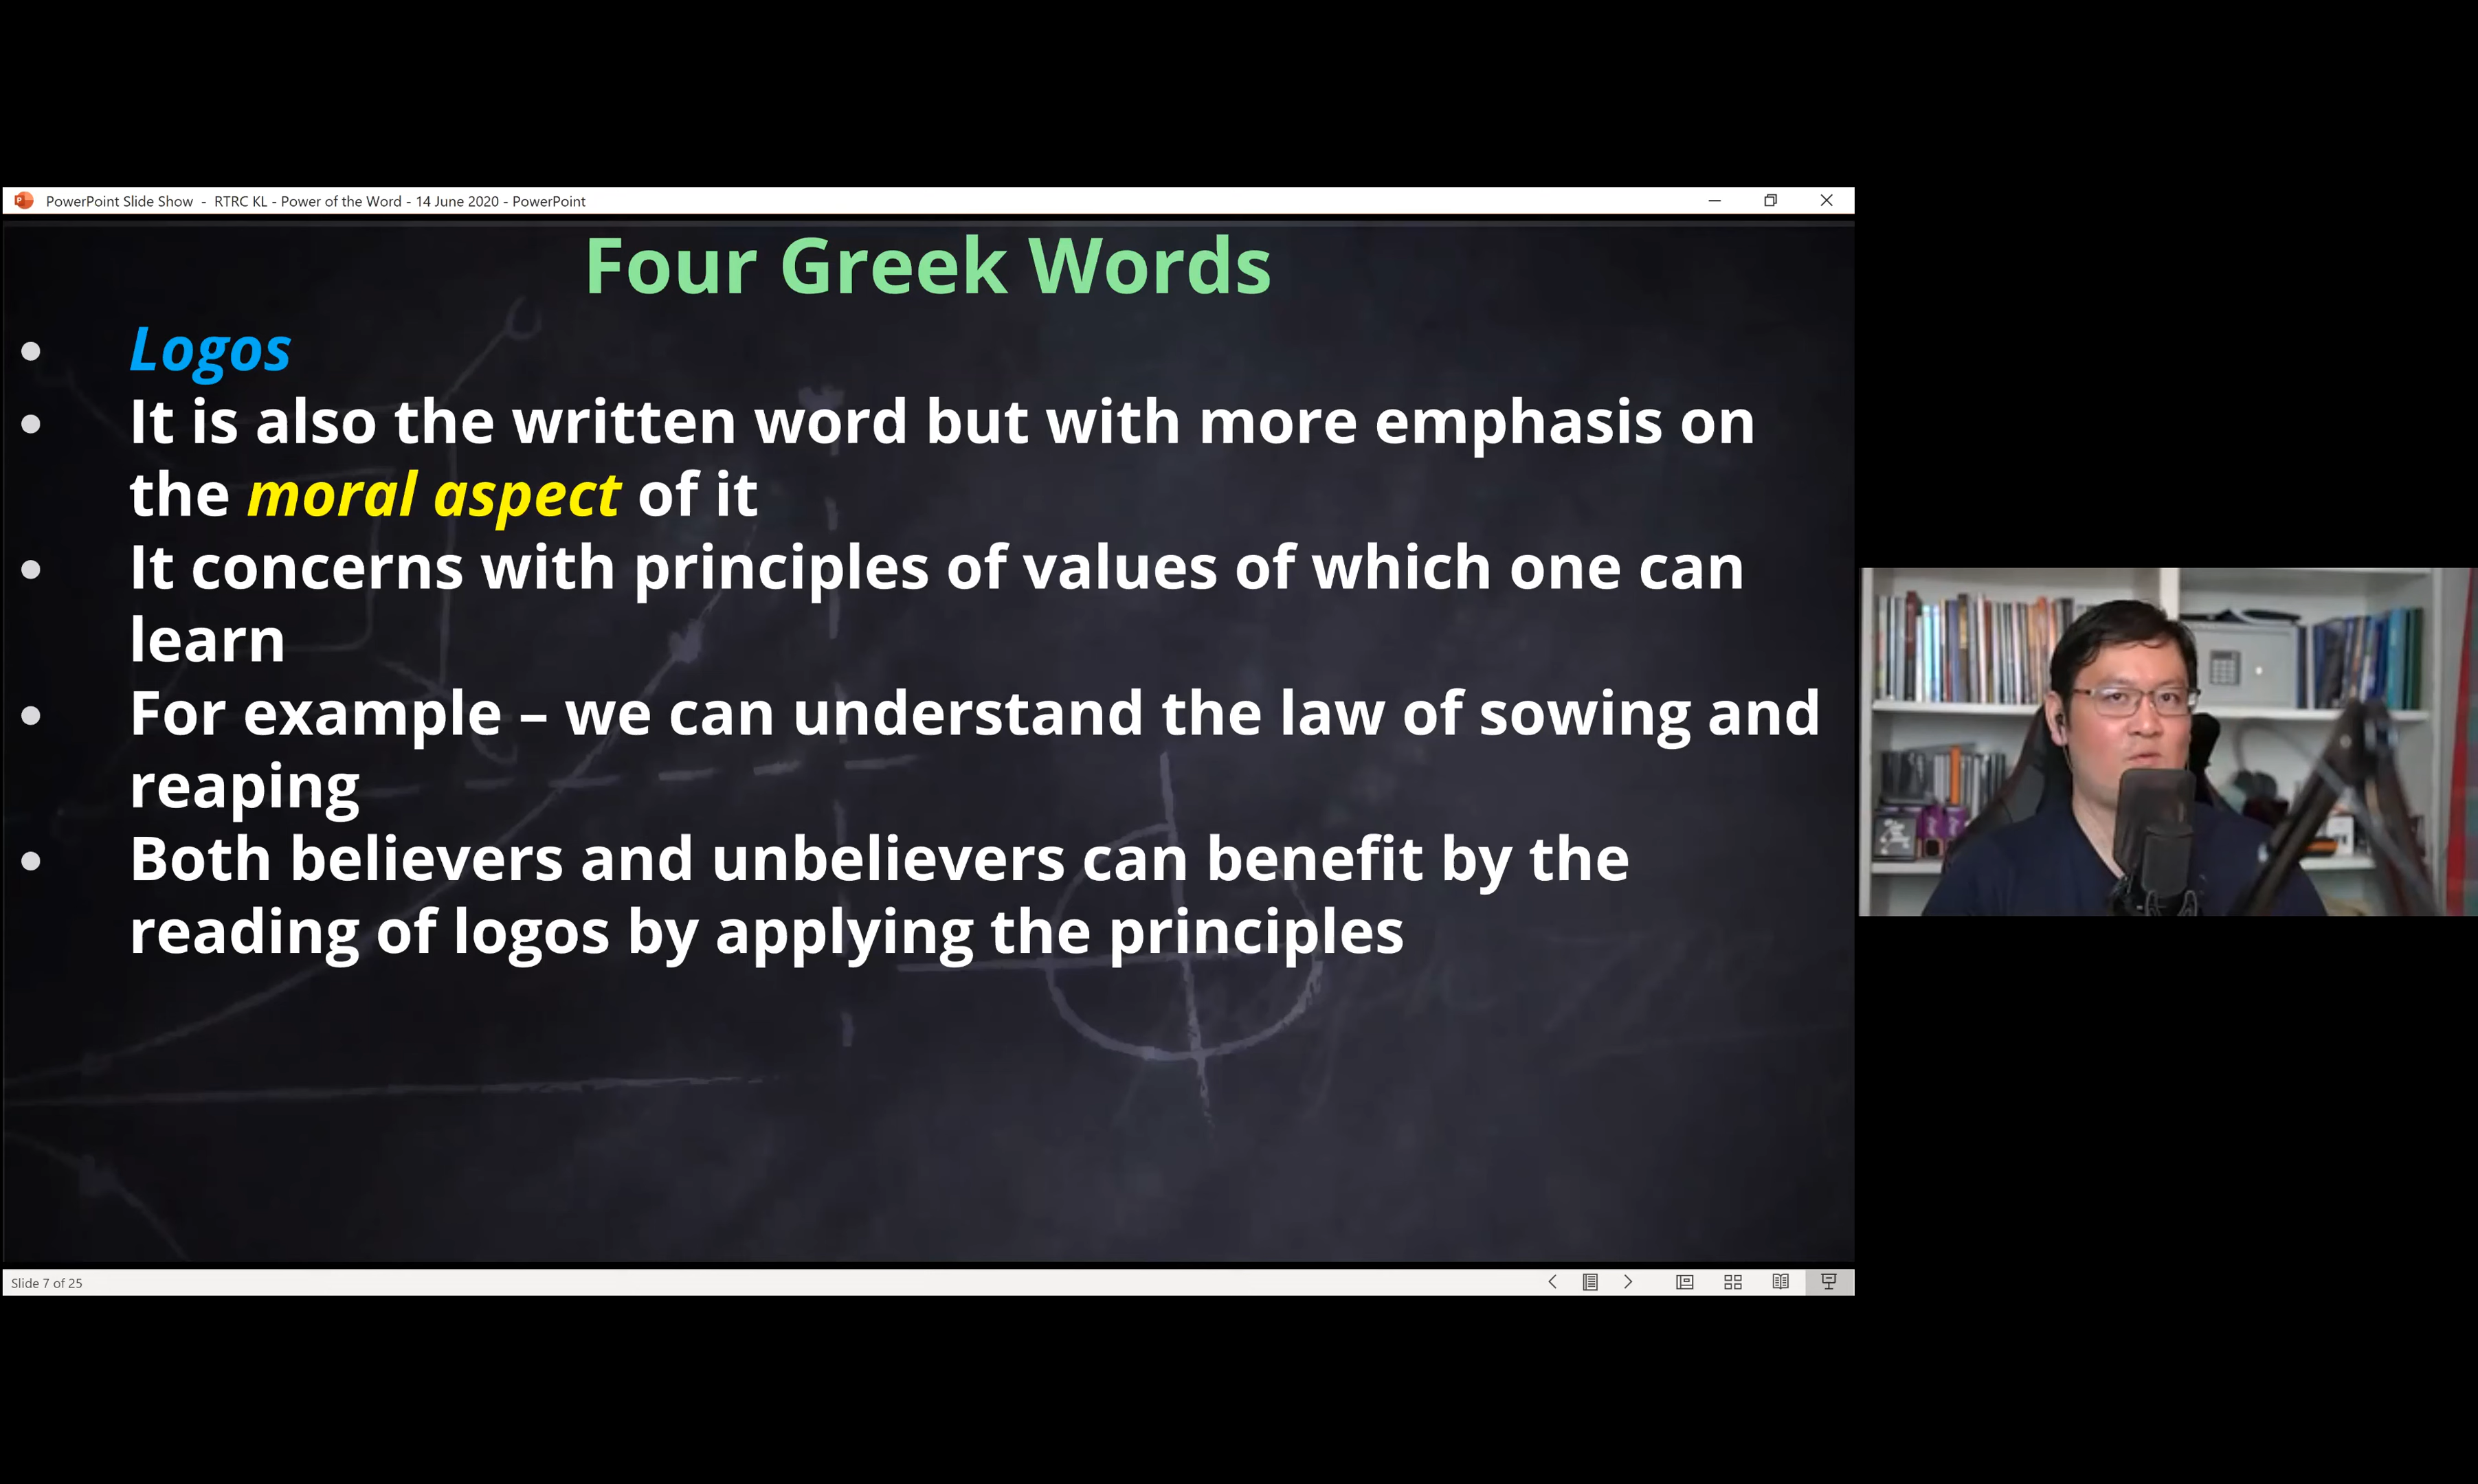 PowerPoint Slide Show - RTRC KL - Power of the Word - 14 June 2020 - PowerPoint
Four Greek Words
• Logos
• It is also the written word but with more emphasis on
the moral aspect of it
• It concerns with principles of values of which one can
learn
• For example – we can understand the law of sowing and
reaping
• Both believers and unbelievers can benefit by the
reading of logos by applying the principles
Slide 7 of 25